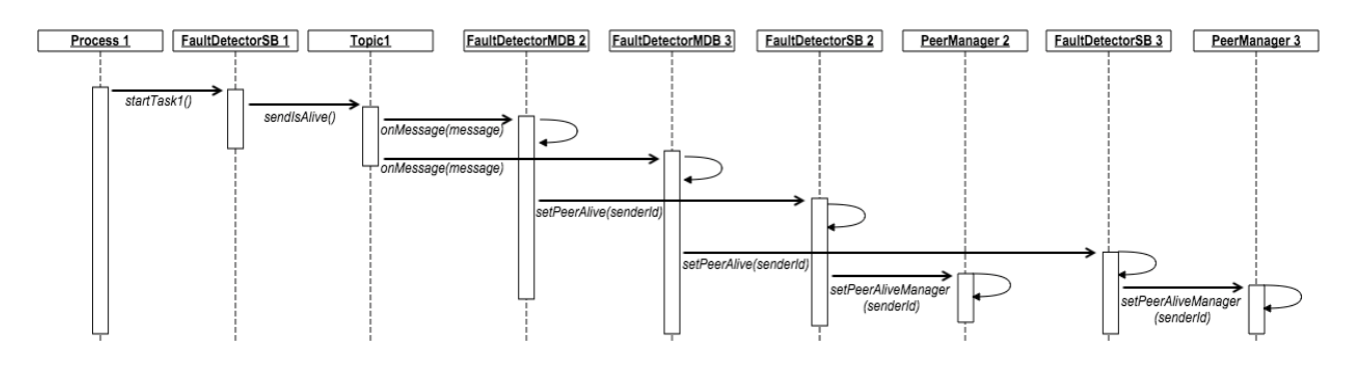 Process 1
FaultDetectorSB 1
Topic1
FaultDetectorMDB 2
FaultDetectorMDB 3
FaultDetectorSB 2
PeerManager 2
FaultDetectorSB 3
PeerManager 3
startTask1()
sendIsAlive()
onMessage(message)
onMessage(message)
setPeerAlive(senderId)
setPeerAlive(senderId)
setPeerAliveManager
(senderId)
setPeerAliveManager
(senderId)